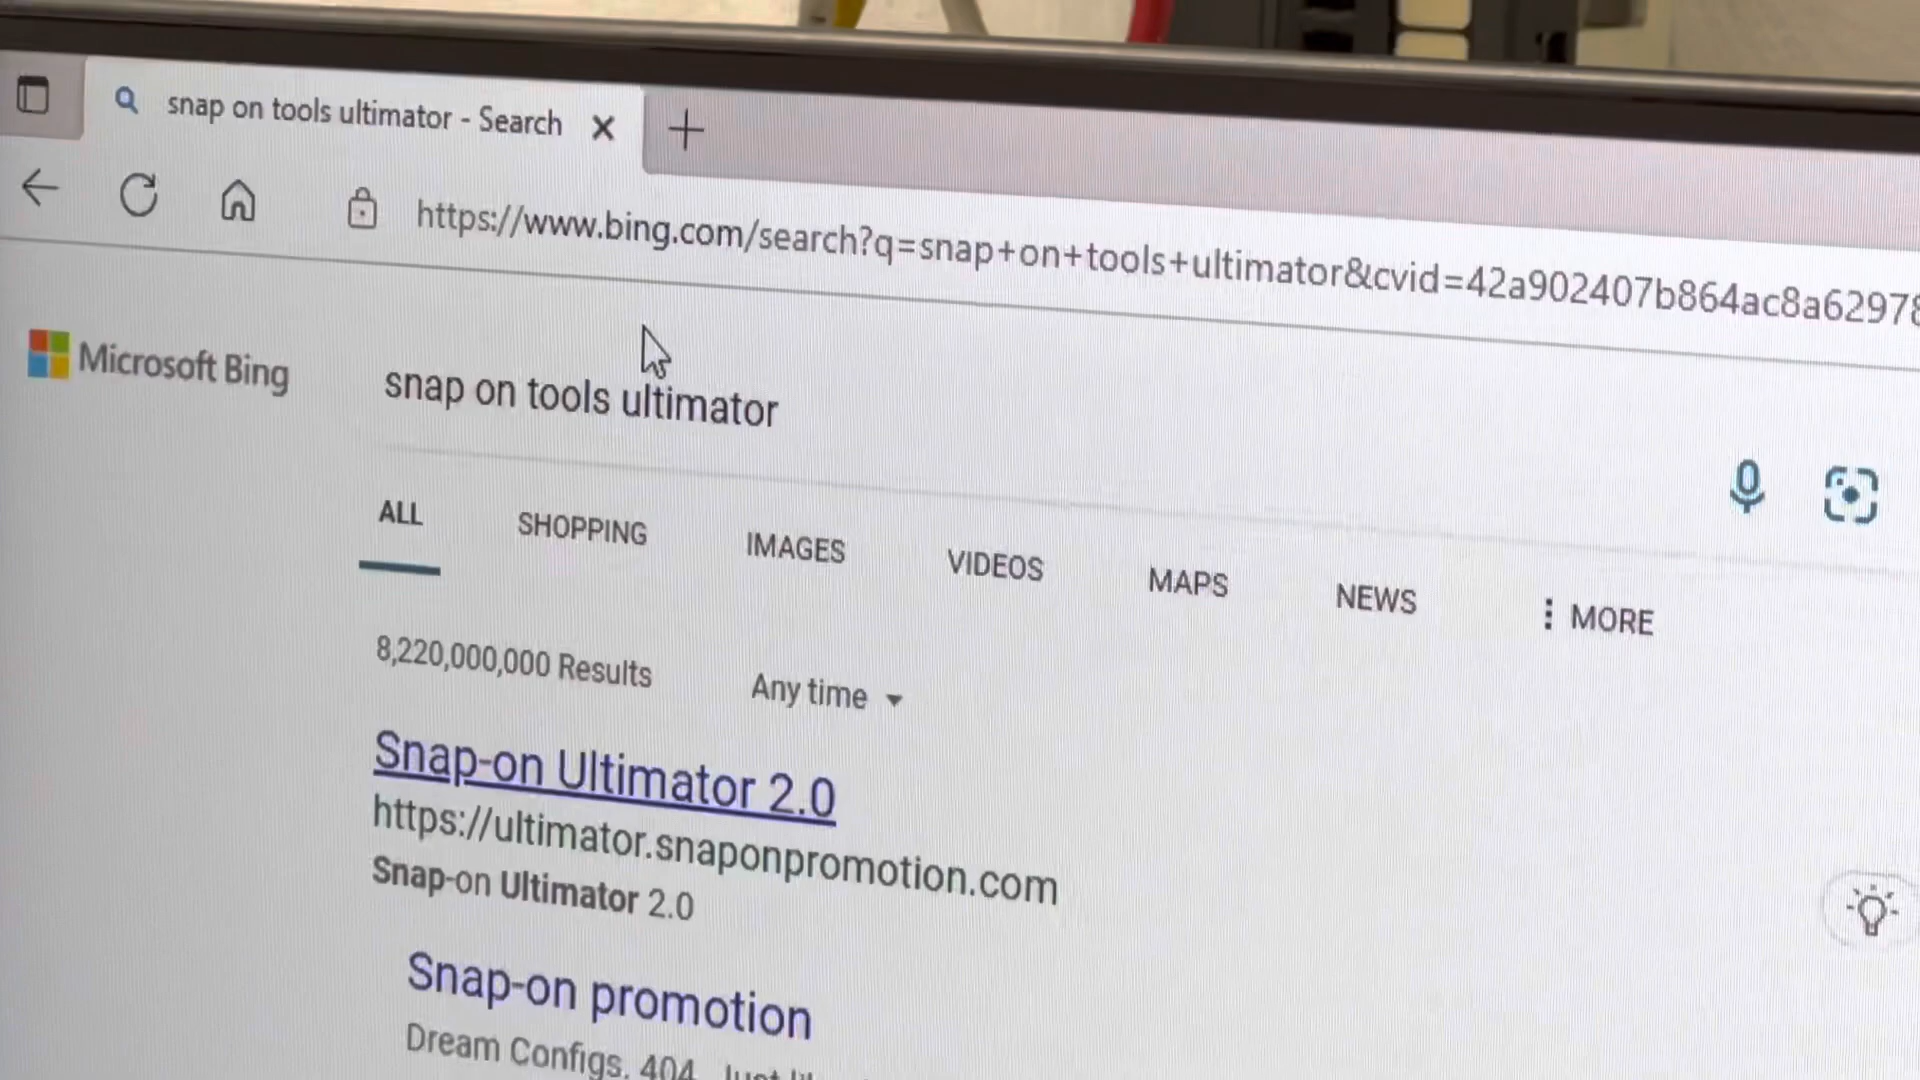 snap on tools ultimator - Search
https://www.bing.com/search?q=snap+on+tools+ultimator&cvid=42a902407b864ac8a62978
Microsoft Bing
snap on tools ultimator
ALL SHOPPING IMAGES VIDEOS MAPS NEWS MORE
8,220,000,000 Results Any time
Snap-on Ultimator 2.0
https://ultimator.snaponpromotion.com
Snap-on Ultimator 2.0
Snap-on promotion
Dream Configs. 404